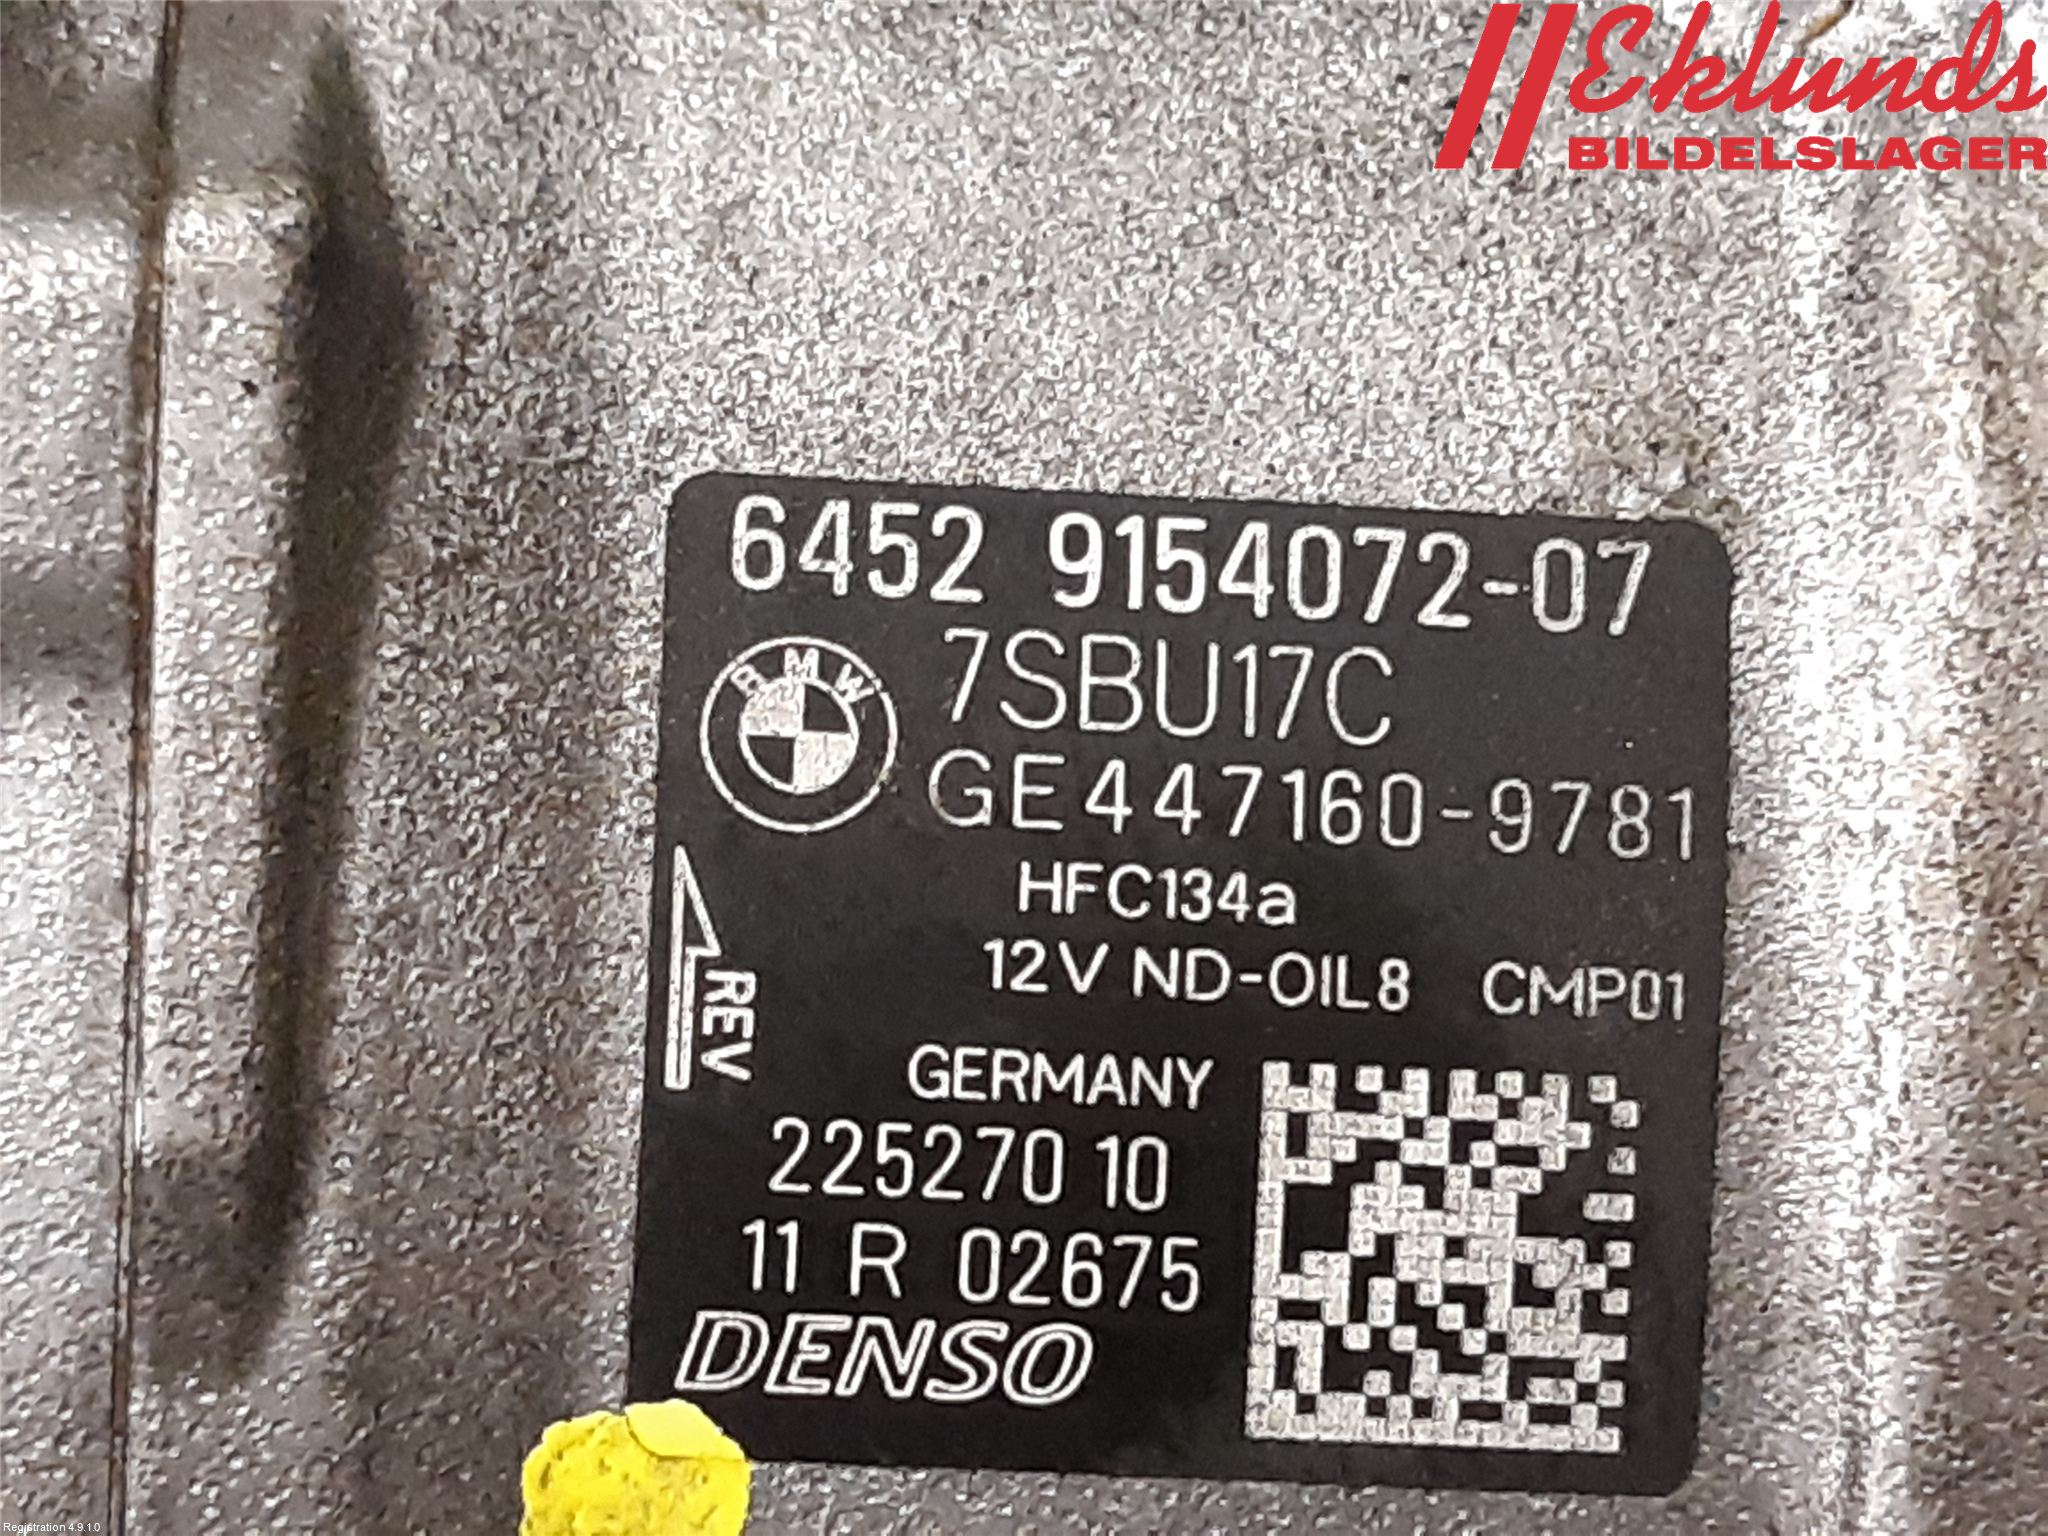 Eklunds
BILDELSLAGER
6452 9154072-07
BMW
7SBU17C
GE447160-9781
HFC134a
12V ND-OIL8 CMP01
REV
GERMANY
225270 10
11 R 02675
DENSO
Registration 4.9.1.0